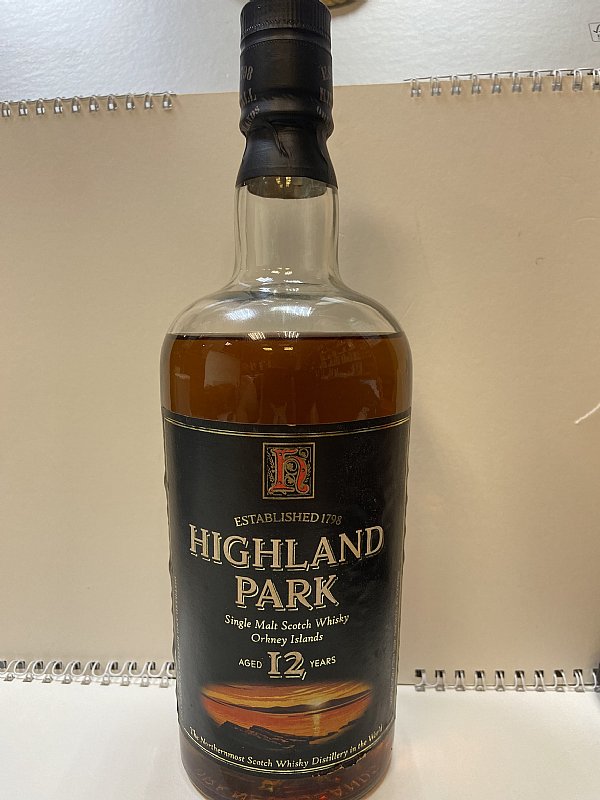 H
ESTABLISHED 1798
HIGHLAND
PARK
Single Malt Scotch Whisky
Orkney Islands
AGED 12 YEARS
The Northernmost Scotch Whisky Distillery in the World